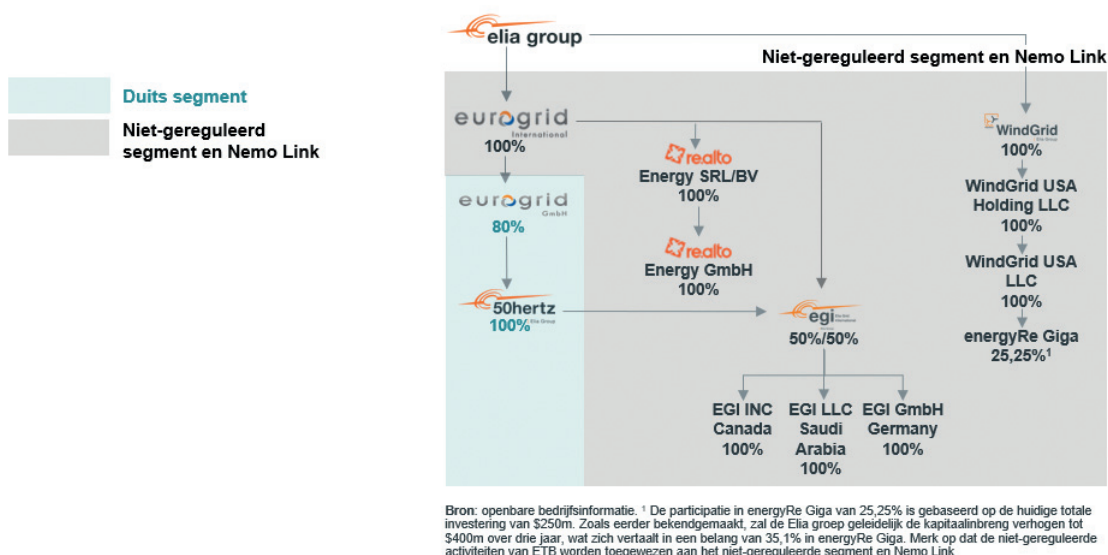 elia group
Niet-gereguleerd segment en Nemo Link
Duits segment
Niet-gereguleerd
segment en Nemo Link
eurogrid
International
100%
eurogrid
GmbH
80%
50hertz
Elia Group
100%
re.alto
Energy SRL/BV
100%
re.alto
Energy GmbH
100%
egi
50%/50%
EGI INC
Canada
100%
EGI LLC
Saudi
Arabia
100%
EGI GmbH
Germany
100%
WindGrid
100%
WindGrid USA
Holding LLC
100%
WindGrid USA
LLC
100%
energyRe Giga
25,25%¹
Bron: openbare bedrijfsinformatie. ¹ De participatie in energyRe Giga van 25,25% is gebaseerd op de huidige totale
investering van $250m. Zoals eerder bekendgemaakt, zal de Elia groep geleidelijk de kapitaalinbreng verhogen tot
$400m over drie jaar, wat zich vertaalt in een belang van 35,1% in energyRe Giga. Merk op dat de niet-gereguleerde
activiteiten van ETB worden toegewezen aan het niet-gereguleerde segment en Nemo Link